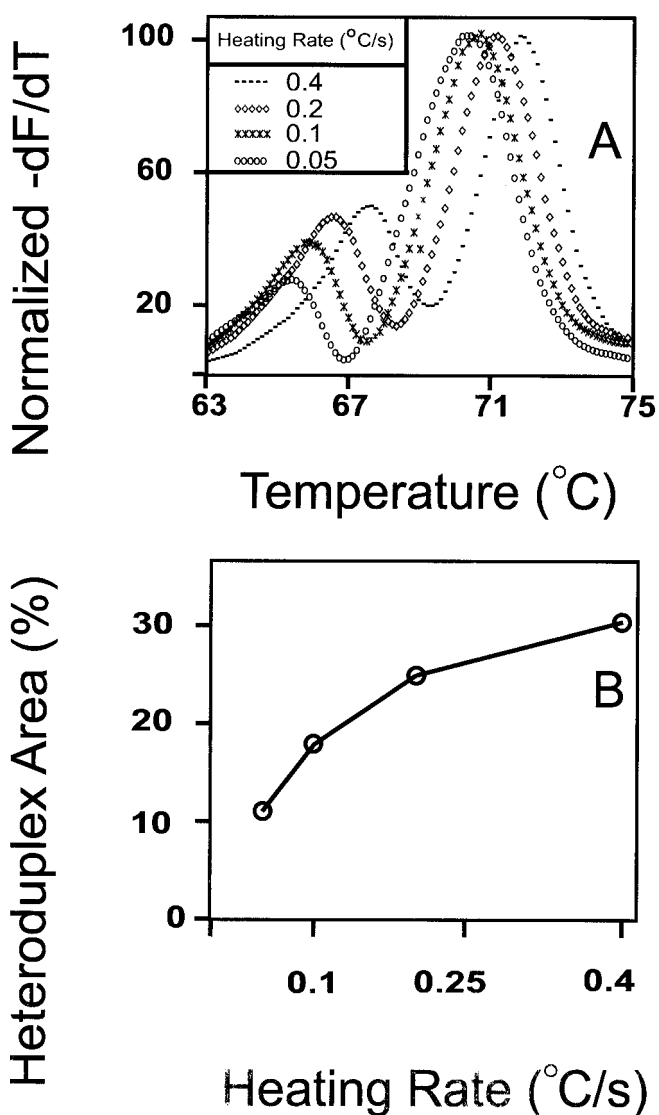 Normalized -dF/dT
100
60
20
Heating Rate (°C/s)
0.4
0.2
0.1
0.05
A
63
67
71
75
Temperature (°C)
Heteroduplex Area (%)
30
20
10
0
B
0.1
0.25
0.4
Heating Rate (°C/s)